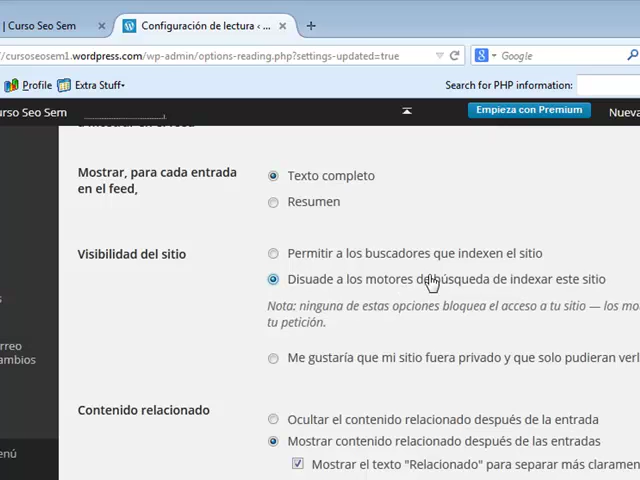 | Curso Seo Sem
Configuración de lectura ‹ ...
//cursoseosem1.wordpress.com/wp-admin/options-reading.php?settings-updated=true
Google
Profile
Extra Stuff
Search for PHP information:
urso Seo Sem
Empieza con Premium
Nueva
Mostrar, para cada entrada
en el feed,
Texto completo
Resumen
Visibilidad del sitio
Permitir a los buscadores que indexen el sitio
Disuade a los motores de búsqueda de indexar este sitio
Nota: ninguna de estas opciones bloquea el acceso a tu sitio — los mo
tu petición.
Me gustaría que mi sitio fuera privado y que solo pudieran verl
Contenido relacionado
Ocultar el contenido relacionado después de la entrada
Mostrar contenido relacionado después de las entradas
Mostrar el texto "Relacionado" para separar más claramen
s
rreo
ambios
enú